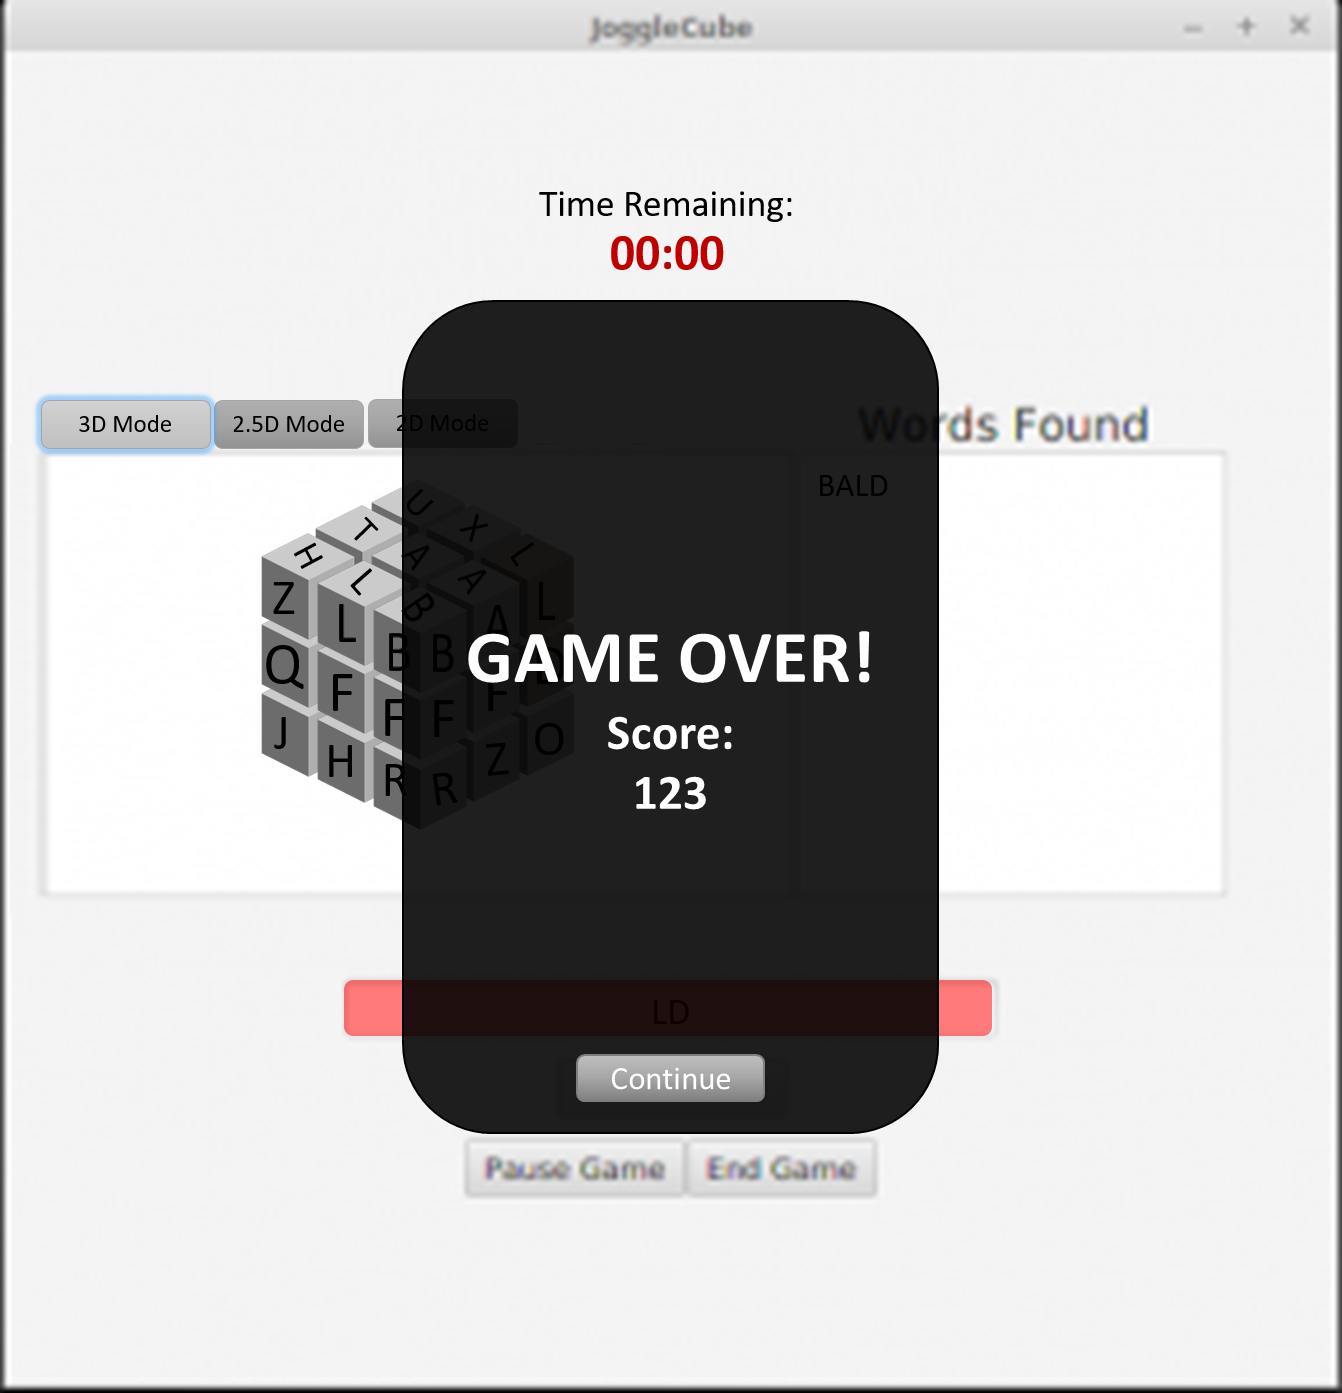 JoggleCube
Time Remaining:
00:00
3D Mode 2.5D Mode 2D Mode
Words Found
BALD
U
T X
H A L
L A
B
Z L B B A L
Q F F F F D
J H R R Z O
GAME OVER!
Score:
123
LD
Continue
Pause Game End Game